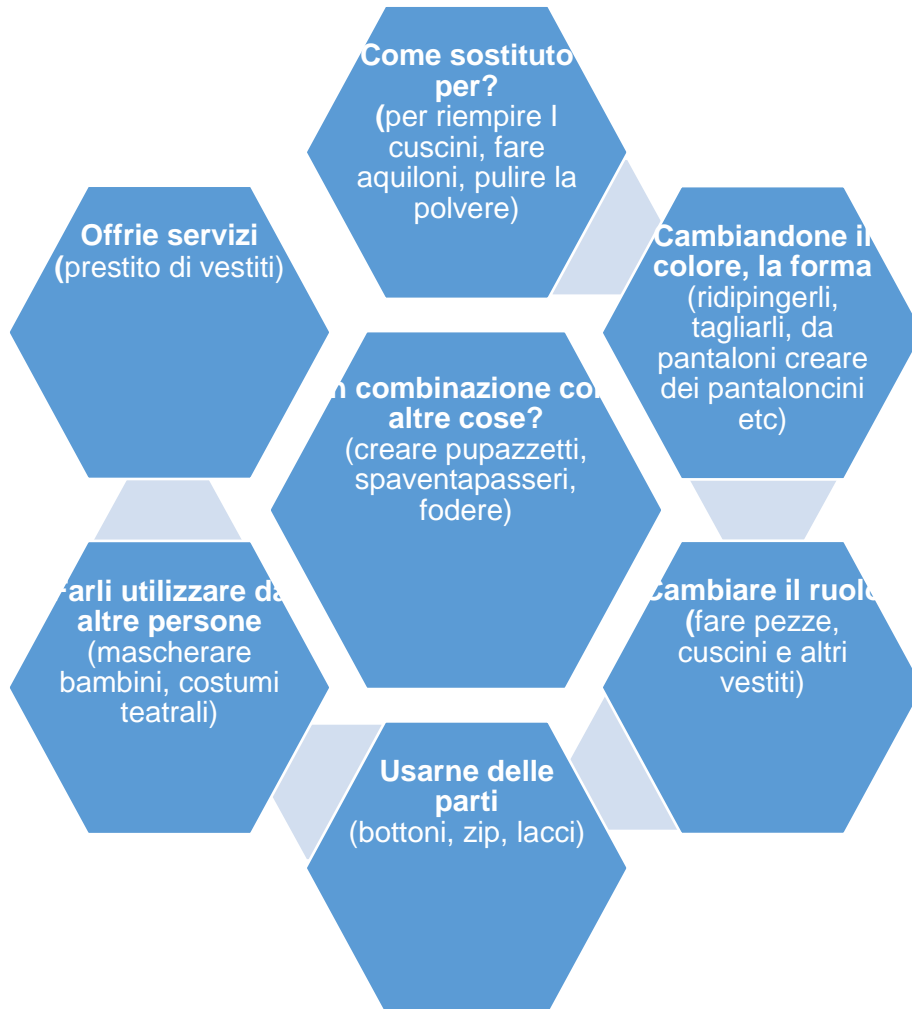 Come sostituto
per?
(per riempire I
cuscini, fare
aquiloni, pulire la
polvere)
Offrie servizi
(prestito di vestiti)
Cambiandone il
colore, la forma
(ridipingerli,
tagliarli, da
pantaloni creare
dei pantaloncini
etc)
In combinazione con
altre cose?
(creare pupazzetti,
spaventapasseri,
fodere)
Farli utilizzare da
altre persone
(mascherare
bambini, costumi
teatrali)
Cambiare il ruolo
(fare pezze,
cuscini e altri
vestiti)
Usarne delle
parti
(bottoni, zip, lacci)